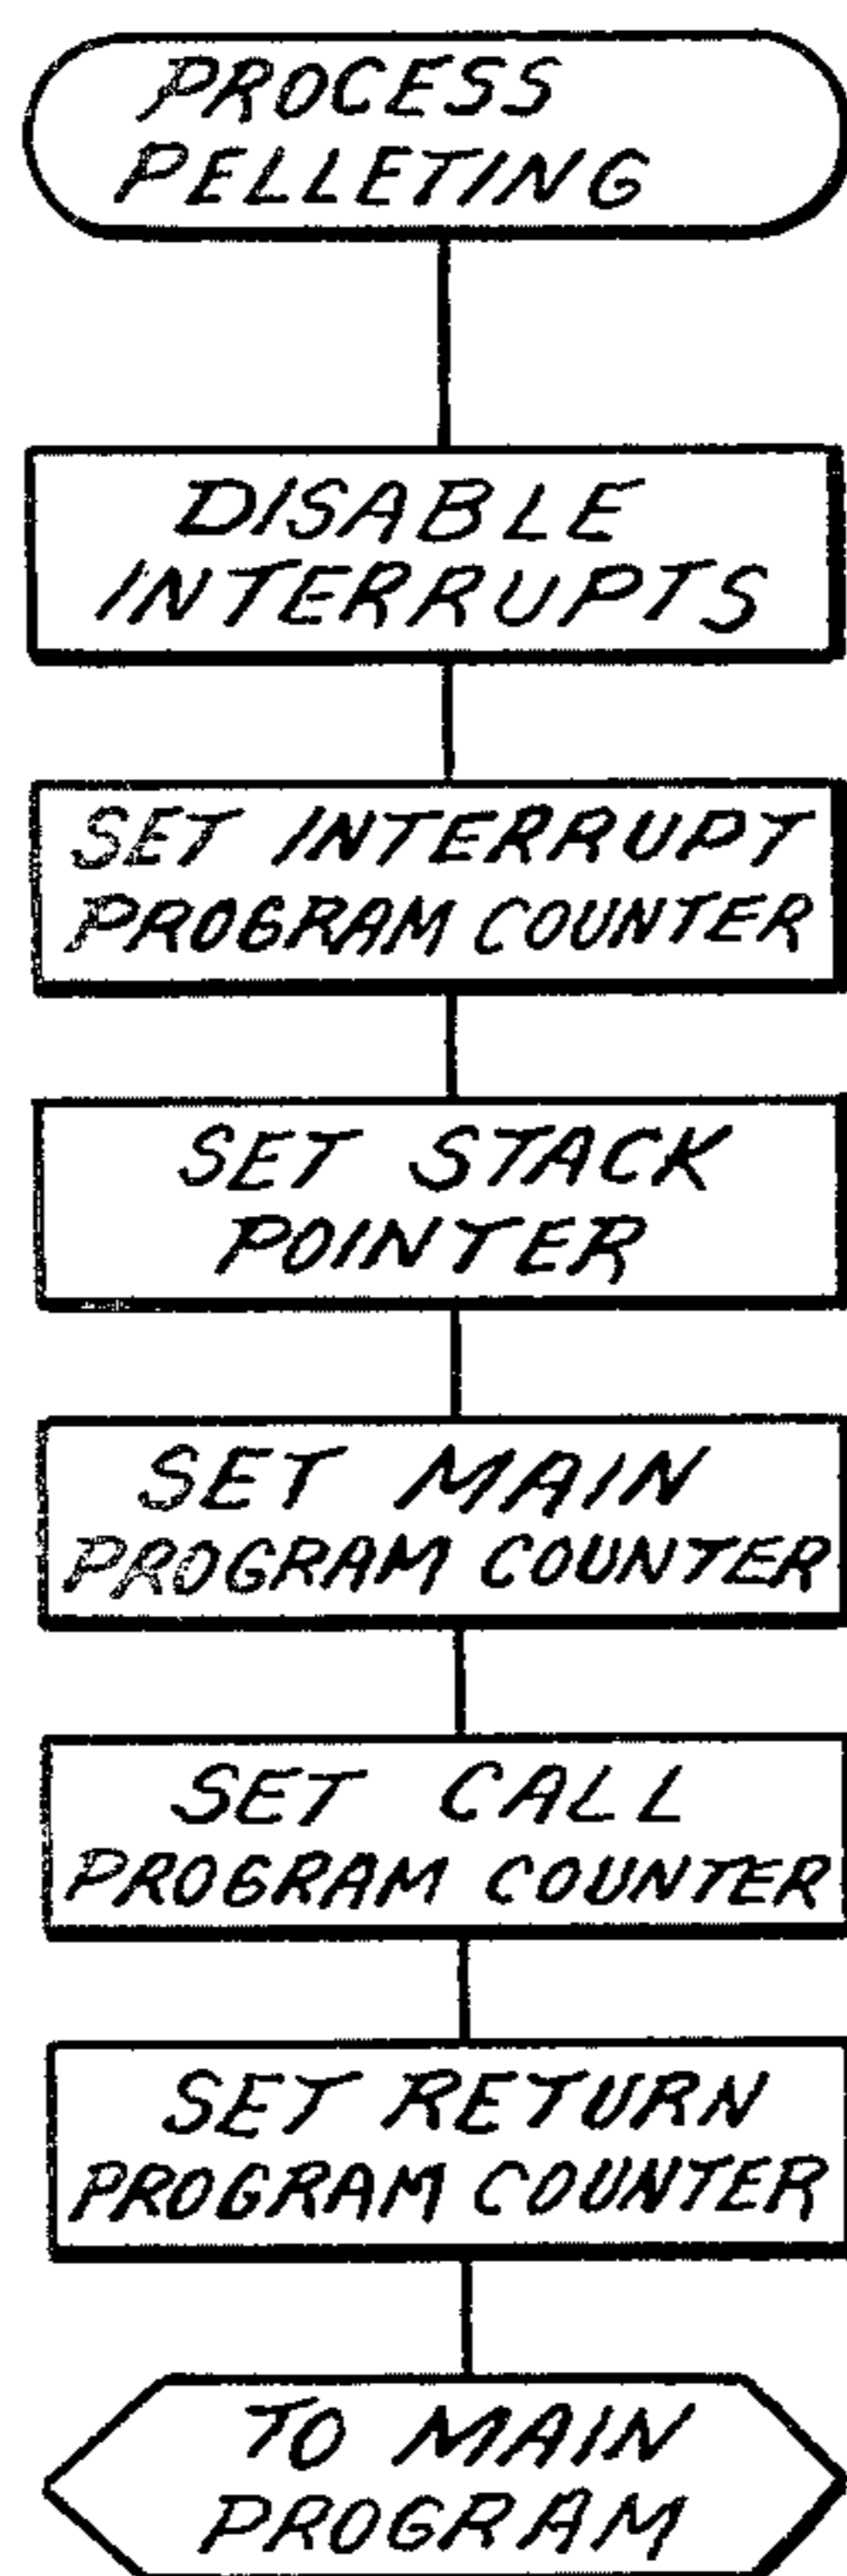 PROCESS
PELLETING
DISABLE
INTERRUPTS
SET INTERRUPT
PROGRAM COUNTER
SET STACK
POINTER
SET MAIN
PROGRAM COUNTER
SET CALL
PROGRAM COUNTER
SET RETURN
PROGRAM COUNTER
TO MAIN
PROGRAM